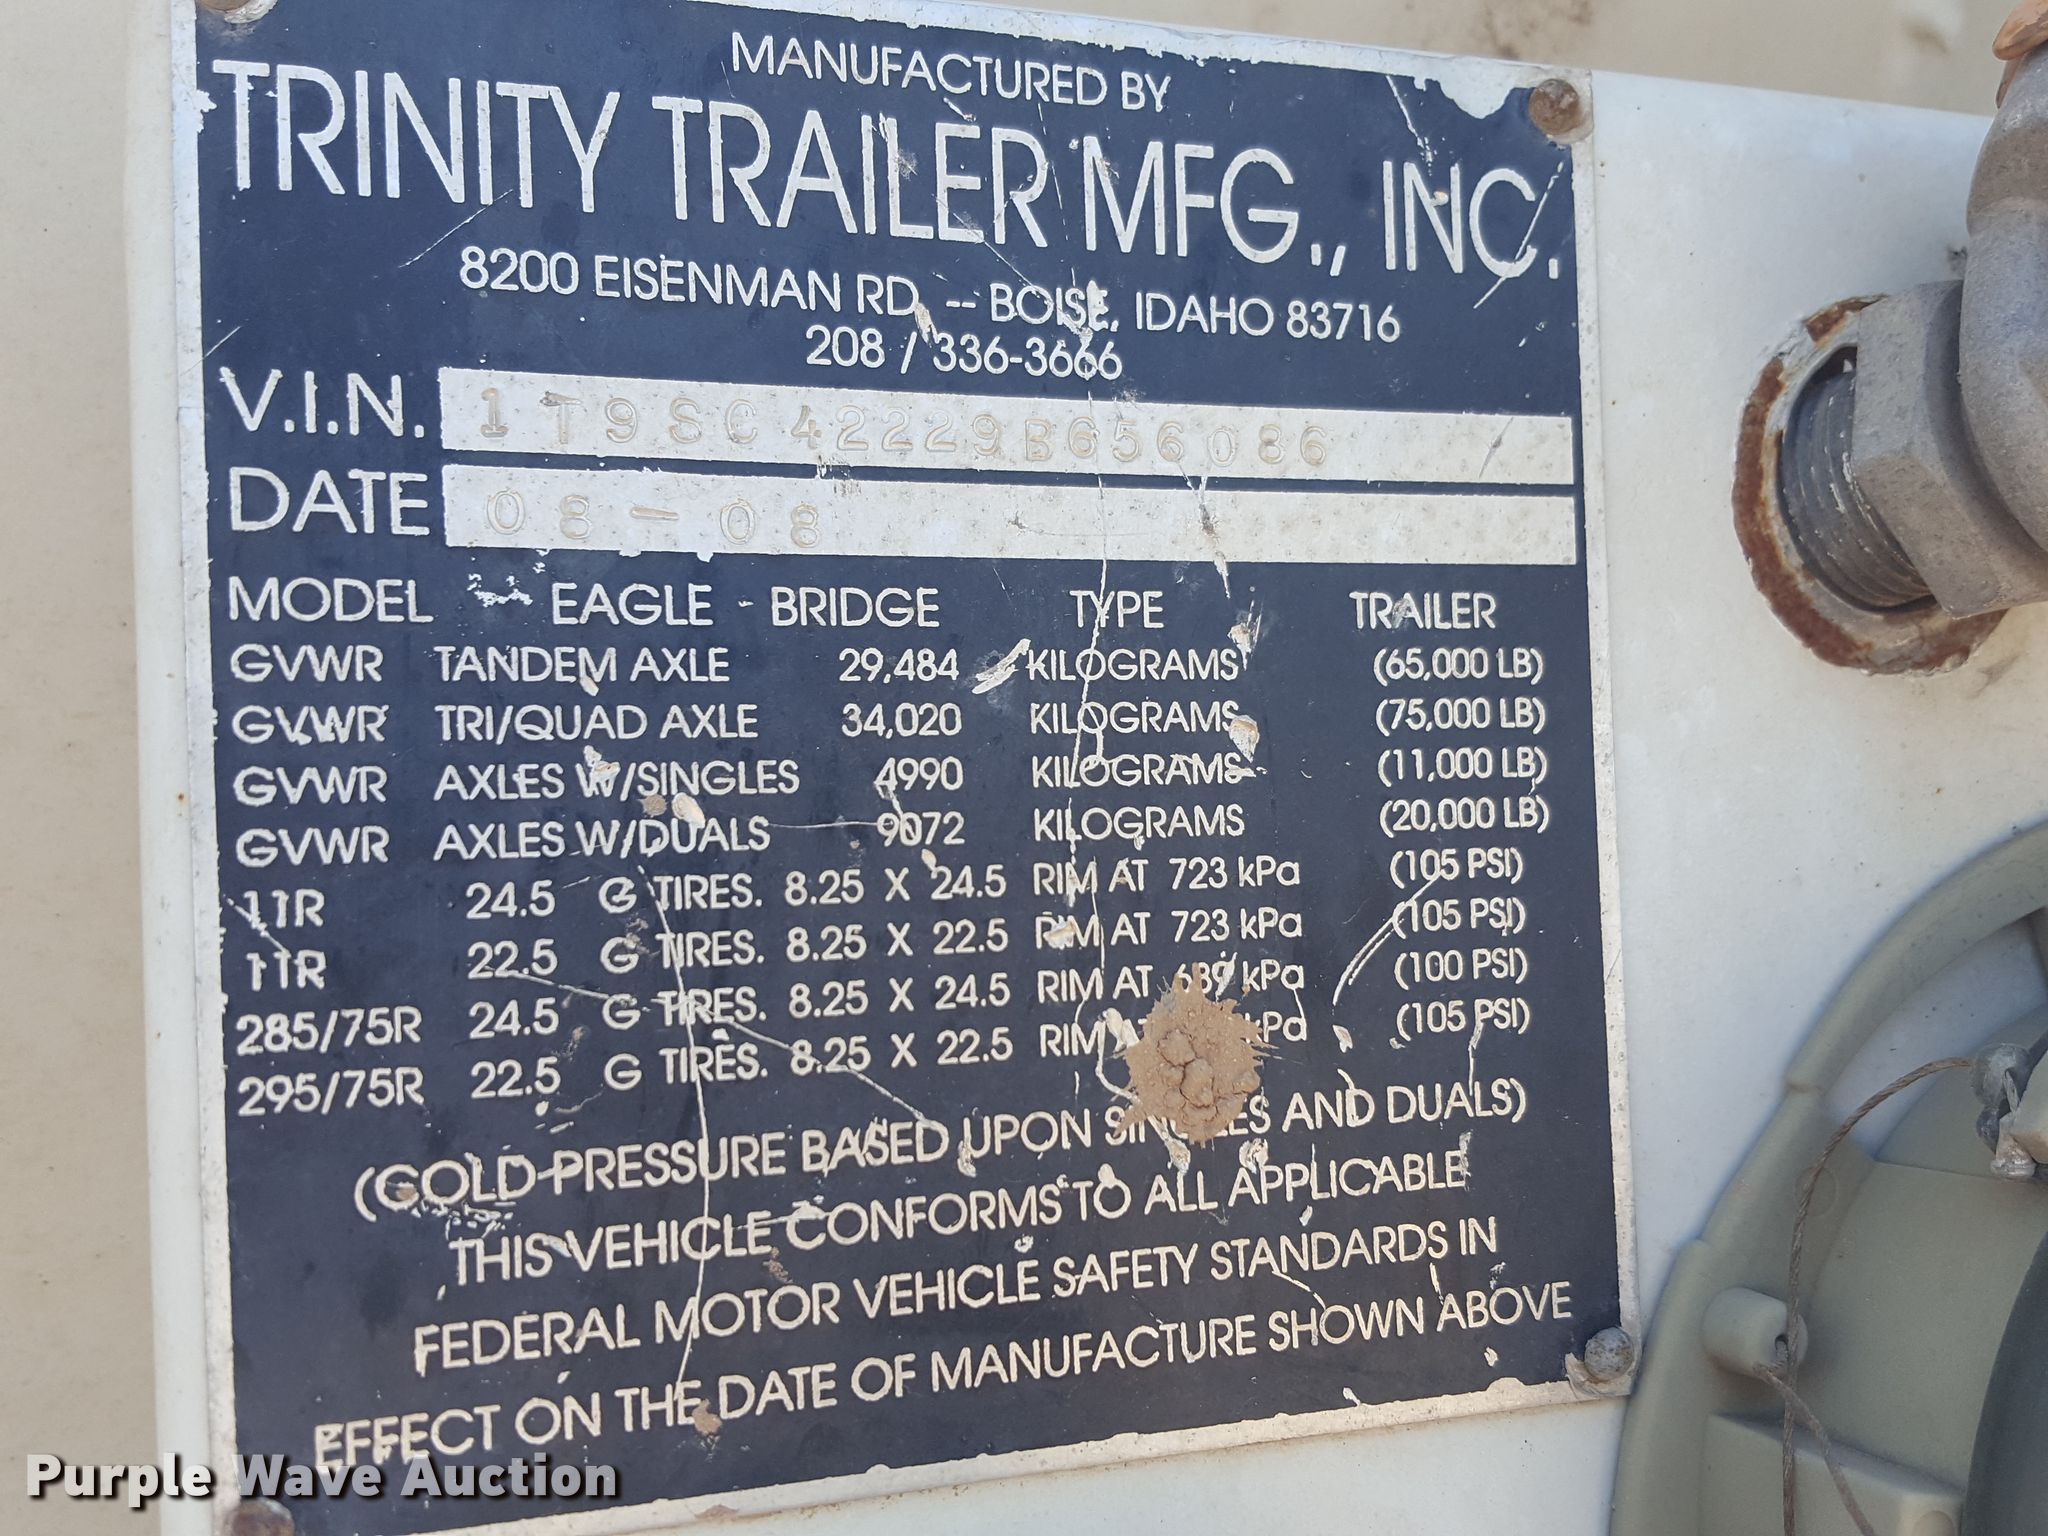 MANUFACTURED BY
TRINITY TRAILER MFG., INC.
8200 EISENMAN RD. -- BOISE, IDAHO 83716
208 / 336-3666
V.I.N. 1T9SC42229B656086
DATE 08-08
MODEL EAGLE - BRIDGE TYPE TRAILER
GVWR TANDEM AXLE 29,484 KILOGRAMS (65,000 LB)
GVWR TRI/QUAD AXLE 34,020 KILOGRAMS (75,000 LB)
GVWR AXLES W/SINGLES 4990 KILOGRAMS (11,000 LB)
GVWR AXLES W/DUALS 9072 KILOGRAMS (20,000 LB)
11R 24.5 G TIRES. 8.25 X 24.5 RIM AT 723 kPa (105 PSI)
11R 22.5 G TIRES. 8.25 X 22.5 RIM AT 723 kPa (105 PSI)
285/75R 24.5 G TIRES. 8.25 X 24.5 RIM AT 689 kPa (100 PSI)
295/75R 22.5 G TIRES. 8.25 X 22.5 RIM AT kPa (105 PSI)
(COLD PRESSURE BASED UPON SINGLES AND DUALS)
THIS VEHICLE CONFORMS TO ALL APPLICABLE
FEDERAL MOTOR VEHICLE SAFETY STANDARDS IN
EFFECT ON THE DATE OF MANUFACTURE SHOWN ABOVE
Purple Wave Auction